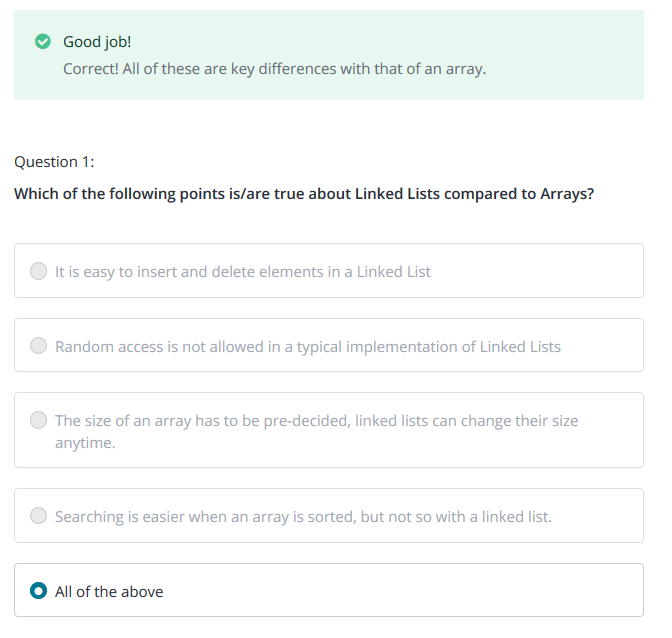 Good job!
Correct! All of these are key differences with that of an array.
Question 1:
Which of the following points is/are true about Linked Lists compared to Arrays?
It is easy to insert and delete elements in a Linked List
Random access is not allowed in a typical implementation of Linked Lists
The size of an array has to be pre-decided, linked lists can change their size
anytime.
Searching is easier when an array is sorted, but not so with a linked list.
All of the above